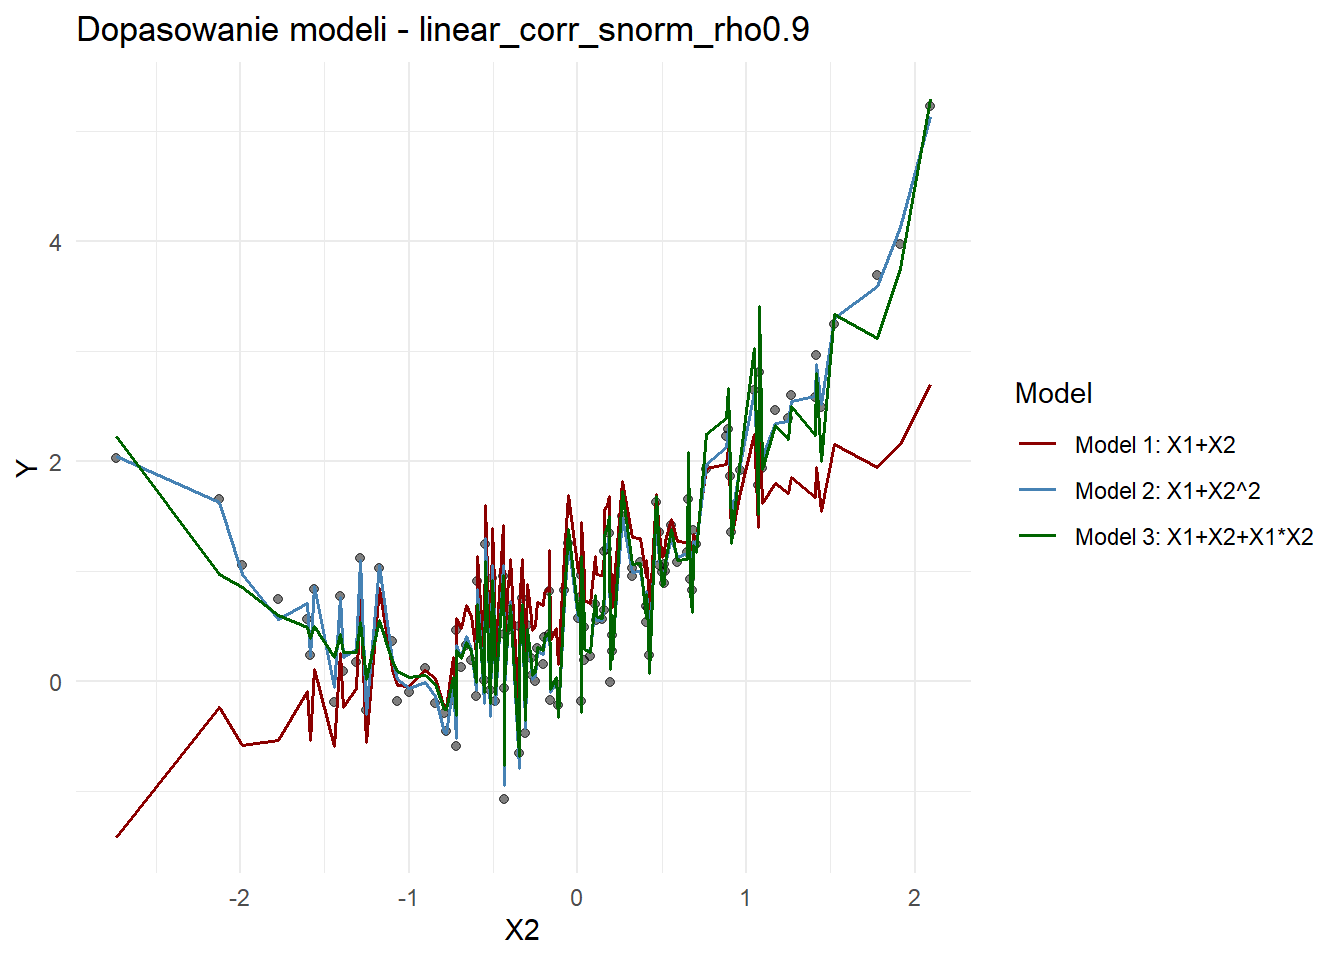 Dopasowanie modeli - linear_corr_snorm_rho0.9
Y
4
2
0
-2
-1
0
1
2
X2
Model
Model 1: X1+X2
Model 2: X1+X2^2
Model 3: X1+X2+X1*X2